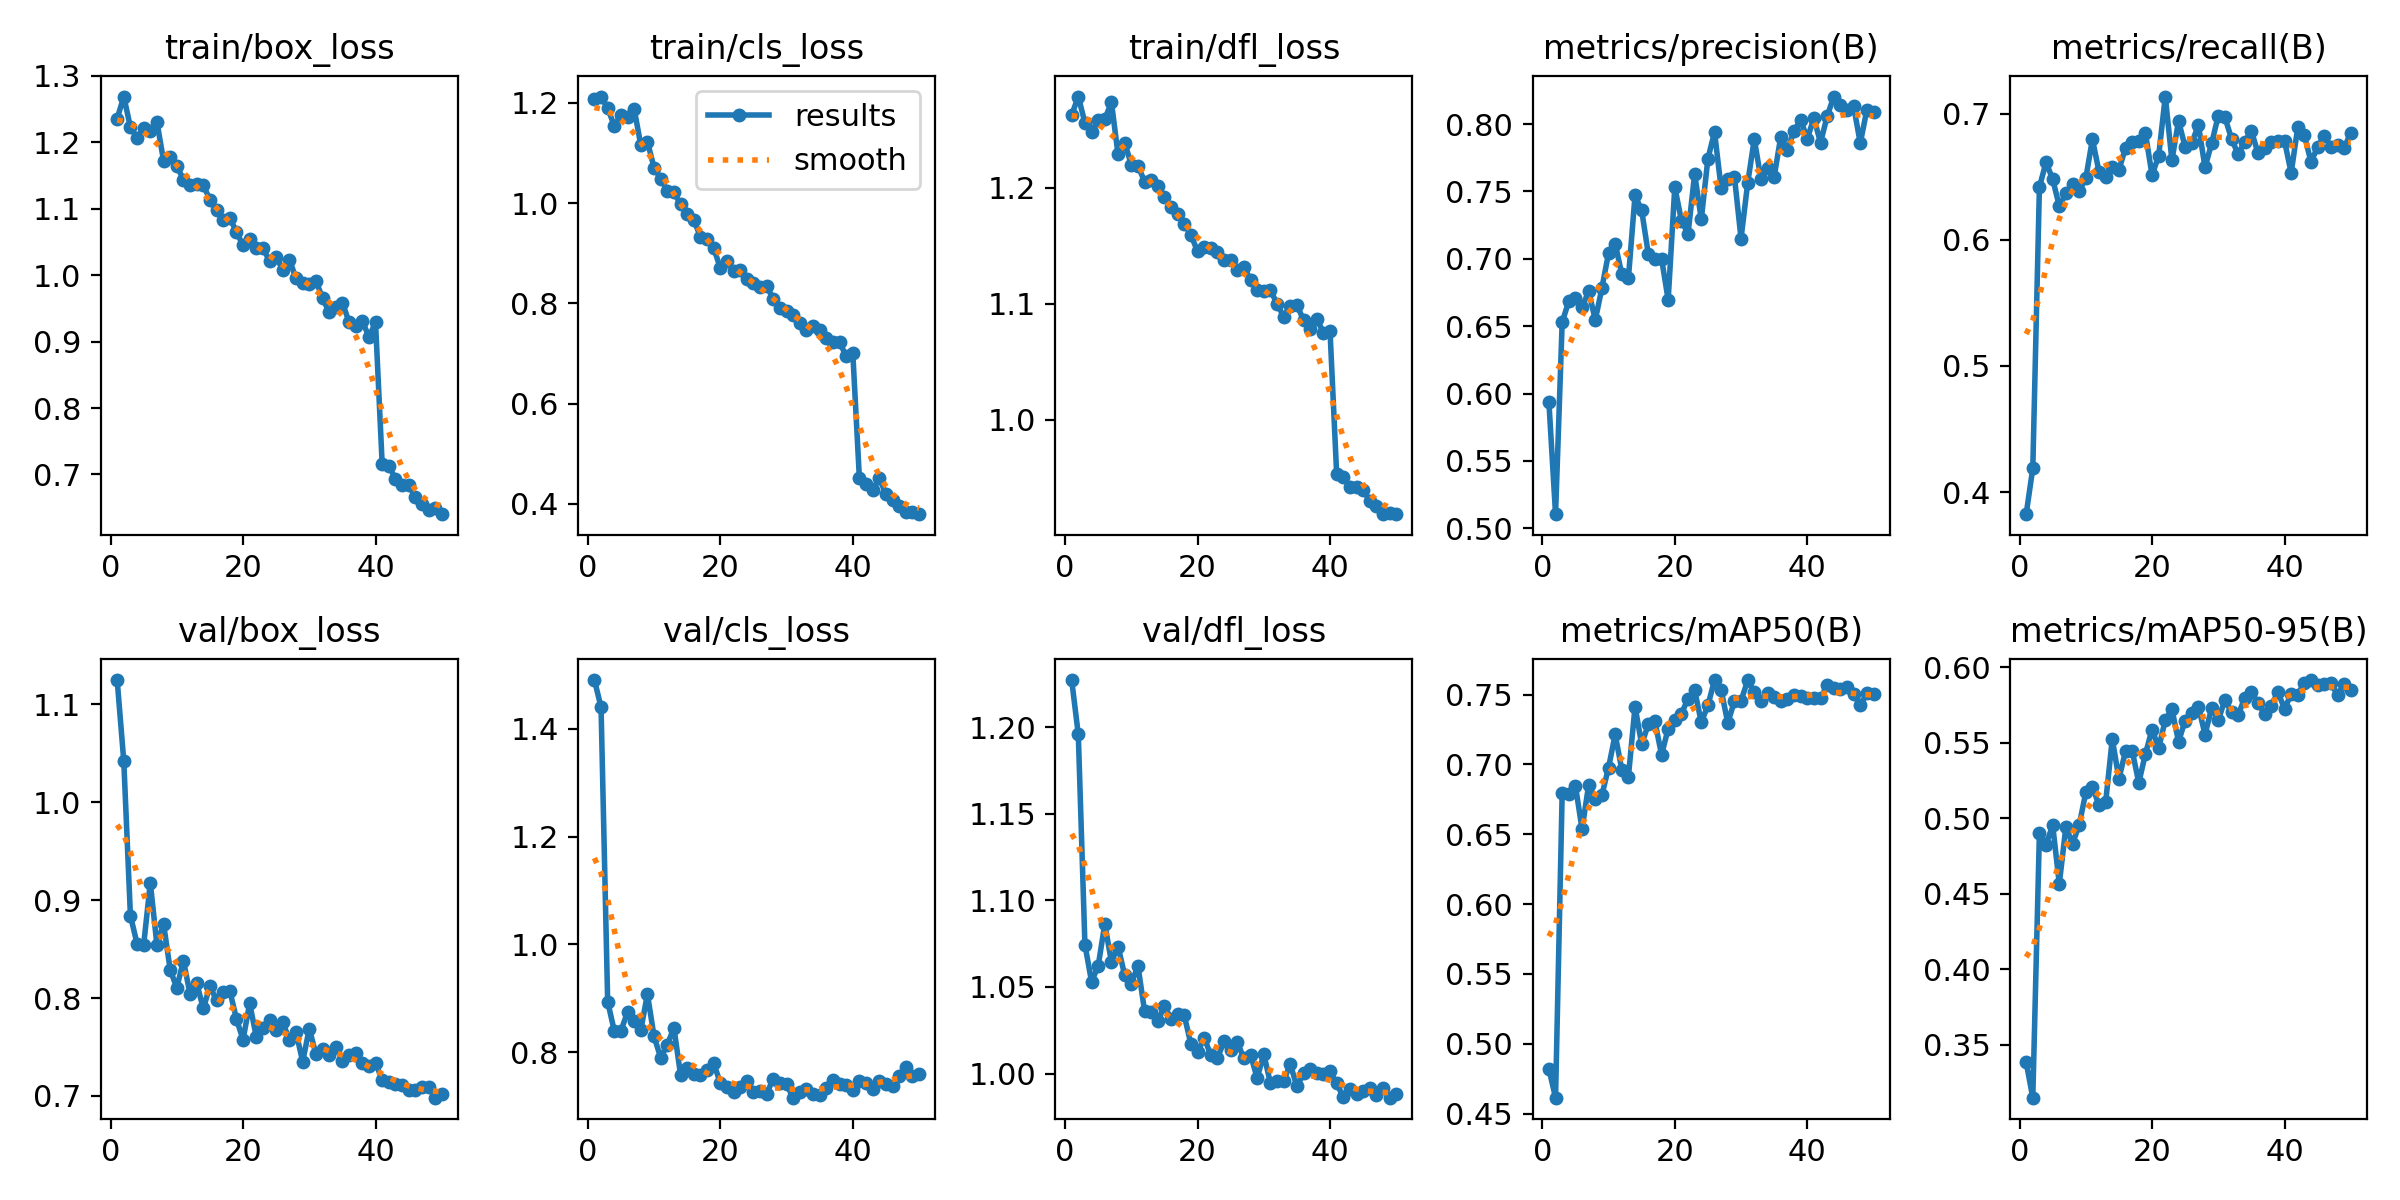 train/box_loss
train/cls_loss
train/dfl_loss
metrics/precision(B)
metrics/recall(B)
1.3
1.2
1.1
1.0
0.9
0.8
0.7
0 20 40
1.2
1.0
0.8
0.6
0.4
0 20 40
results
smooth
1.2
1.1
1.0
0 20 40
0.80
0.75
0.70
0.65
0.60
0.55
0.50
0 20 40
0.7
0.6
0.5
0.4
0 20 40
val/box_loss
val/cls_loss
val/dfl_loss
metrics/mAP50(B)
metrics/mAP50-95(B)
1.1
1.0
0.9
0.8
0.7
0 20 40
1.4
1.2
1.0
0.8
0 20 40
1.20
1.15
1.10
1.05
1.00
0 20 40
0.75
0.70
0.65
0.60
0.55
0.50
0.45
0 20 40
0.60
0.55
0.50
0.45
0.40
0.35
0 20 40